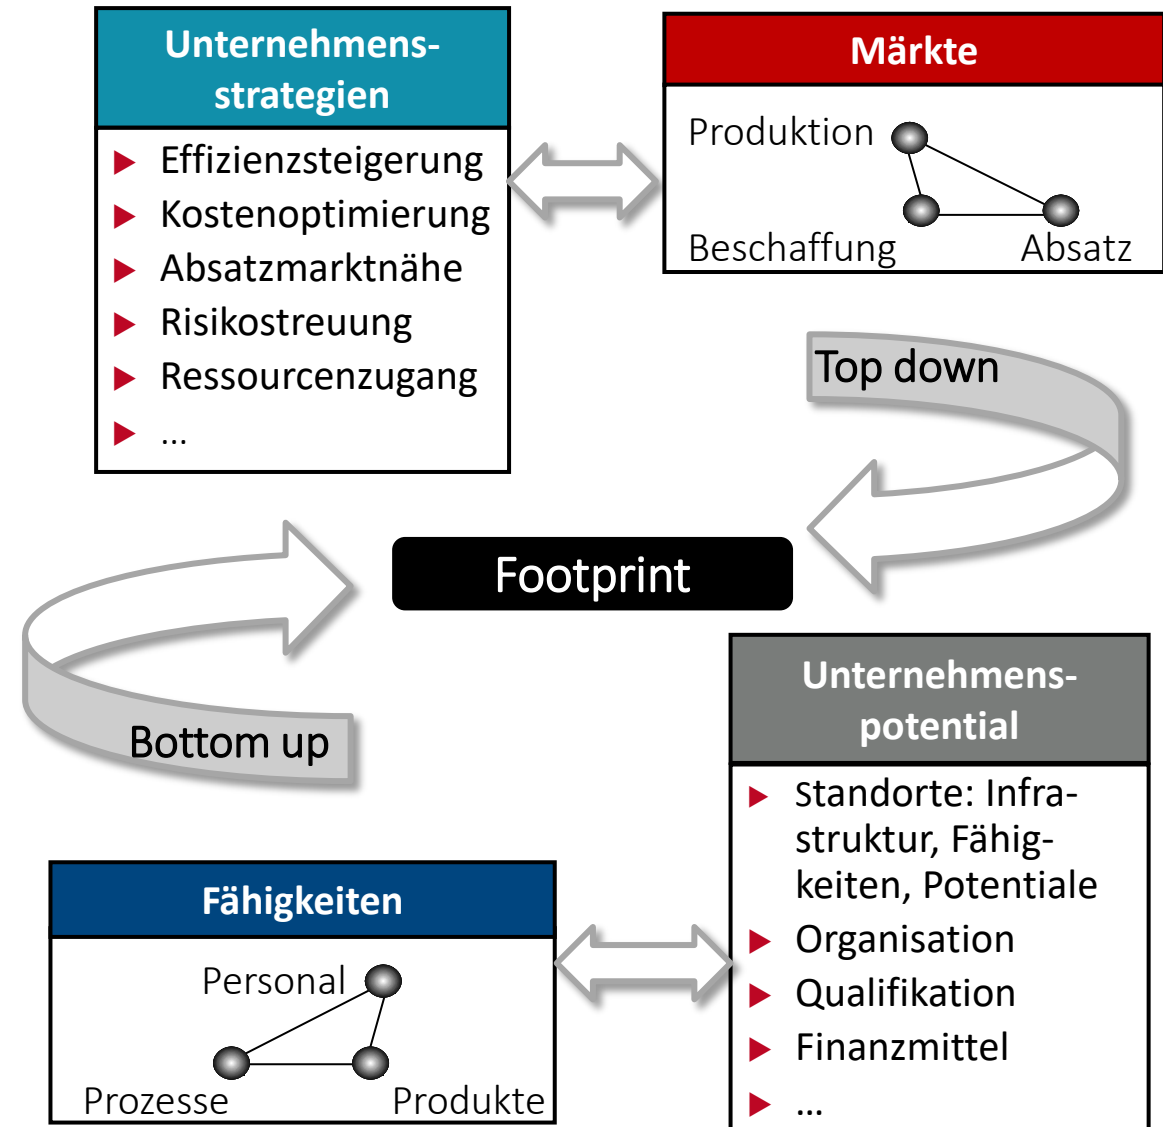 Unternehmens-
strategien
Effizienzsteigerung
Kostenoptimierung
Absatzmarktnähe
Risikostreuung
Ressourcenzugang
...
Märkte
Produktion
Beschaffung
Absatz
Top down
Footprint
Bottom up
Unternehmens-
potential
Standorte: Infra-
struktur, Fähig-
keiten, Potentiale
Organisation
Qualifikation
Finanzmittel
...
Fähigkeiten
Personal
Prozesse
Produkte